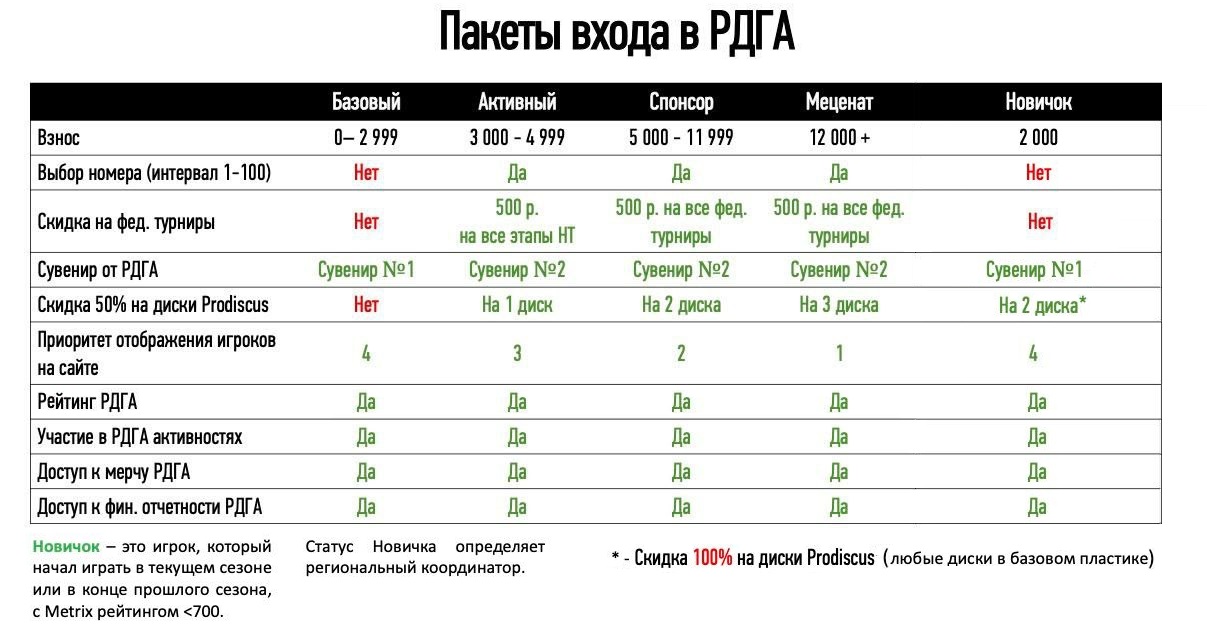 Пакеты входа в РДГА
Базовый Активный Спонсор Меценат Новичок
Взнос 0– 2 999 3 000 - 4 999 5 000 - 11 999 12 000 + 2 000
Выбор номера (интервал 1-100) Нет Да Да Да Нет
Скидка на фед. турниры Нет 500 р. 500 р. на все фед. 500 р. на все фед. Нет
на все этапы НТ турниры турниры
Сувенир от РДГА Сувенир №1 Сувенир №2 Сувенир №2 Сувенир №2 Сувенир №1
Скидка 50% на диски Prodiscus Нет На 1 диск На 2 диска На 3 диска На 2 диска*
Приоритет отображения игроков
на сайте 4 3 2 1 4
Рейтинг РДГА Да Да Да Да Да
Участие в РДГА активностях Да Да Да Да Да
Доступ к мерчу РДГА Да Да Да Да Да
Доступ к фин. отчетности РДГА Да Да Да Да Да
Новичок – это игрок, который
начал играть в текущем сезоне
или в конце прошлого сезона,
с Metrix рейтингом <700.
Статус Новичка определяет
региональный координатор.
* - Скидка 100% на диски Prodiscus (любые диски в базовом пластике)